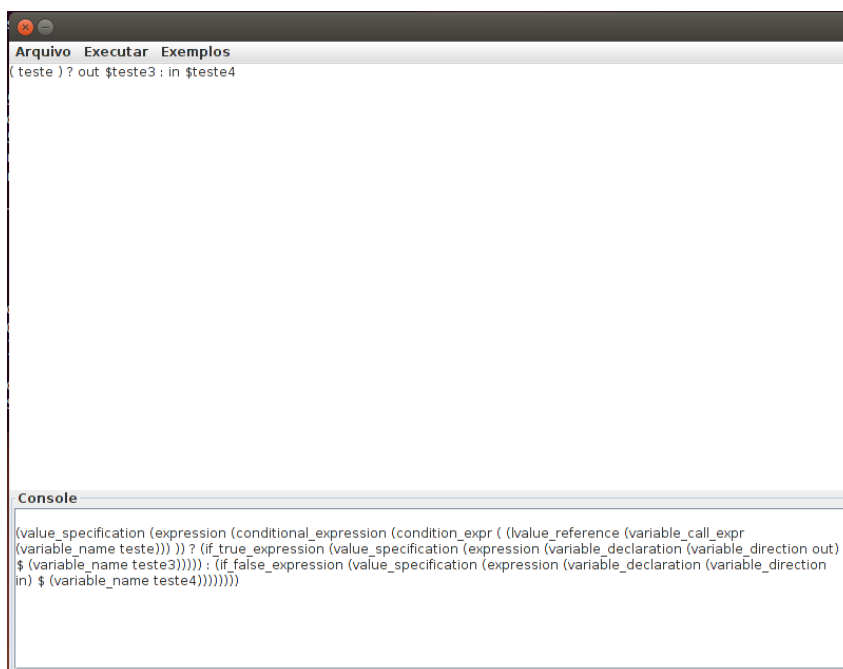 Arquivo Executar Exemplos
( teste ) ? out $teste3 : in $teste4
Console
(value_specification (expression (conditional_expression (condition_expr ( (lvalue_reference (variable_call_expr
(variable_name teste))) )) ? (if_true_expression (value_specification (expression (variable_declaration (variable_direction out)
$ (variable_name teste3))))) : (if_false_expression (value_specification (expression (variable_declaration (variable_direction
in) $ (variable_name teste4))))))))